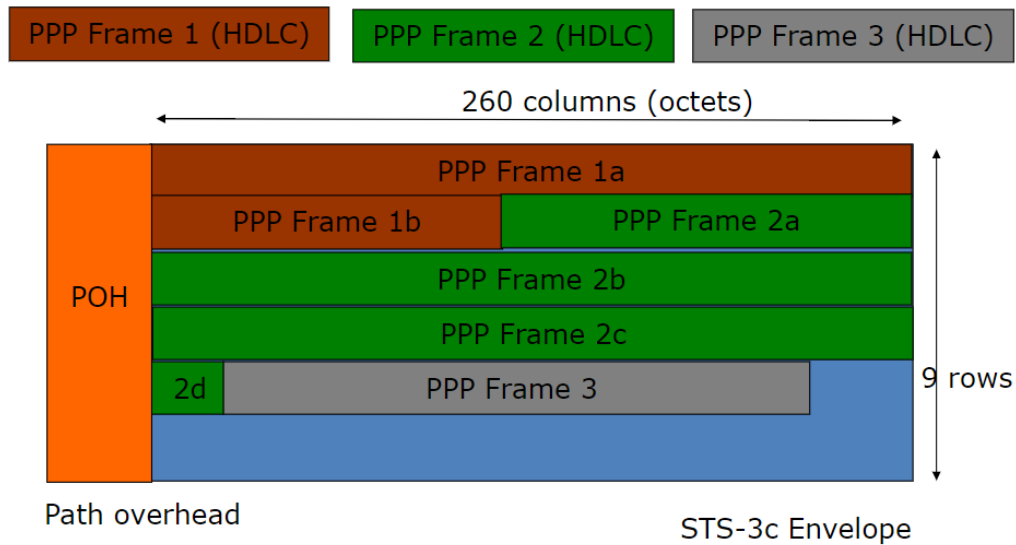 PPP Frame 1 (HDLC)
PPP Frame 2 (HDLC)
PPP Frame 3 (HDLC)
260 columns (octets)
PPP Frame 1a
PPP Frame 1b
PPP Frame 2a
POH
PPP Frame 2b
PPP Frame 2c
2d
PPP Frame 3
9 rows
Path overhead
STS-3c Envelope